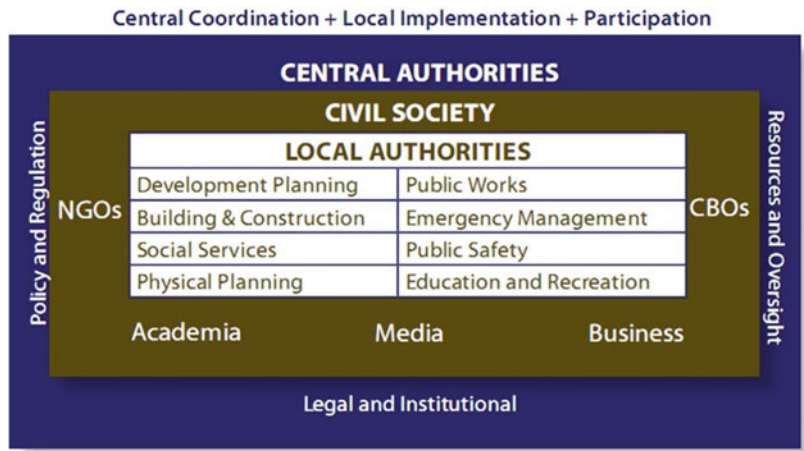 Central Coordination + Local Implementation + Participation
CENTRAL AUTHORITIES
CIVIL SOCIETY
LOCAL AUTHORITIES
Development Planning
Public Works
Building & Construction
Emergency Management
Social Services
Public Safety
Physical Planning
Education and Recreation
Policy and Regulation
NGOs
CBOs
Resources and Oversight
Academia
Media
Business
Legal and Institutional